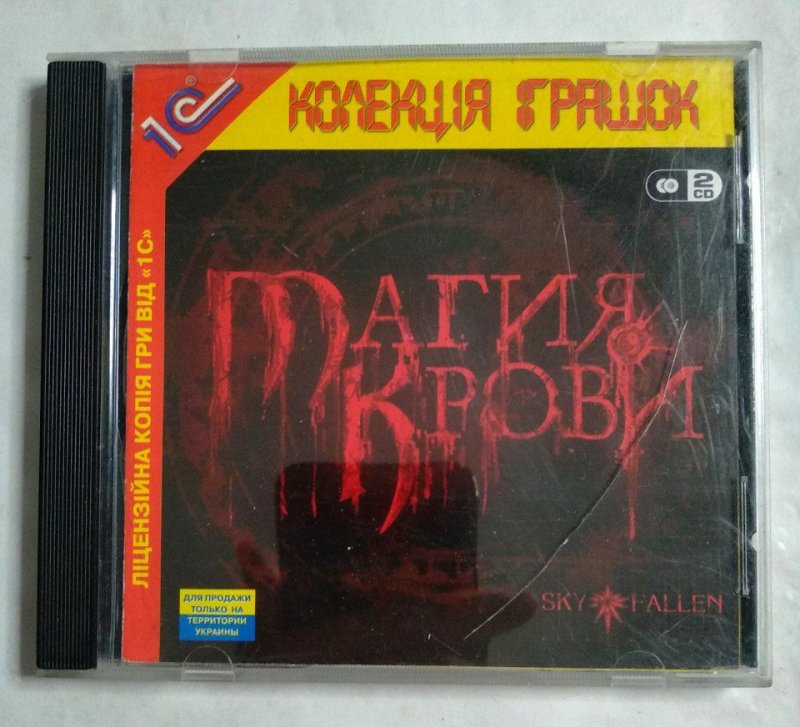 1С®
КОЛЕКЦІЯ ІГРАШОК
2
CD
ЛІЦЕНЗІЙНА КОПІЯ ГРИ ВІД «1С»
МАГИЯ
КРОВИ
ДЛЯ ПРОДАЖИ
ТОЛЬКО НА
ТЕРРИТОРИИ
УКРАИНЫ
SKY FALLEN